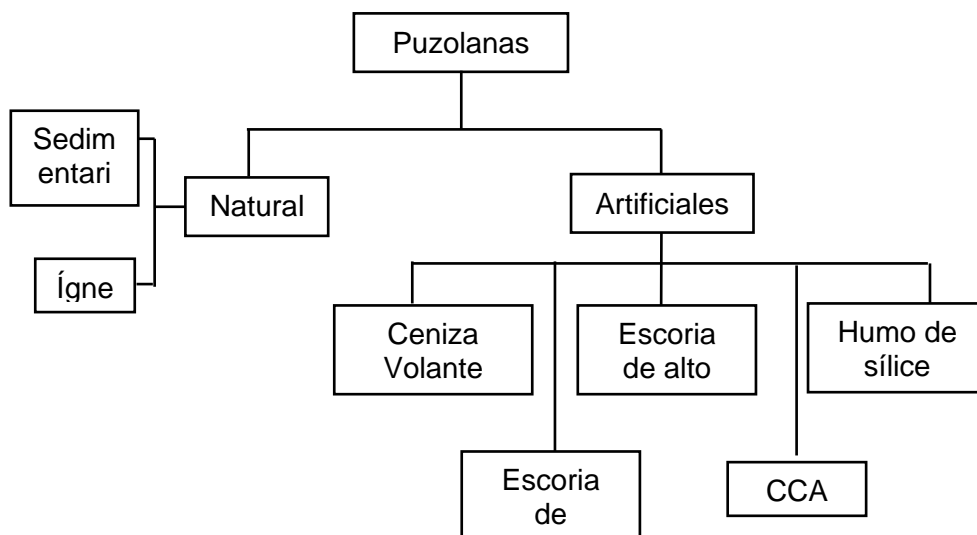 Puzolanas
Sedim
entari
Natural
Ígne
Artificiales
Ceniza
Volante
Escoria
de alto
Humo de
sílice
Escoria
de
CCA